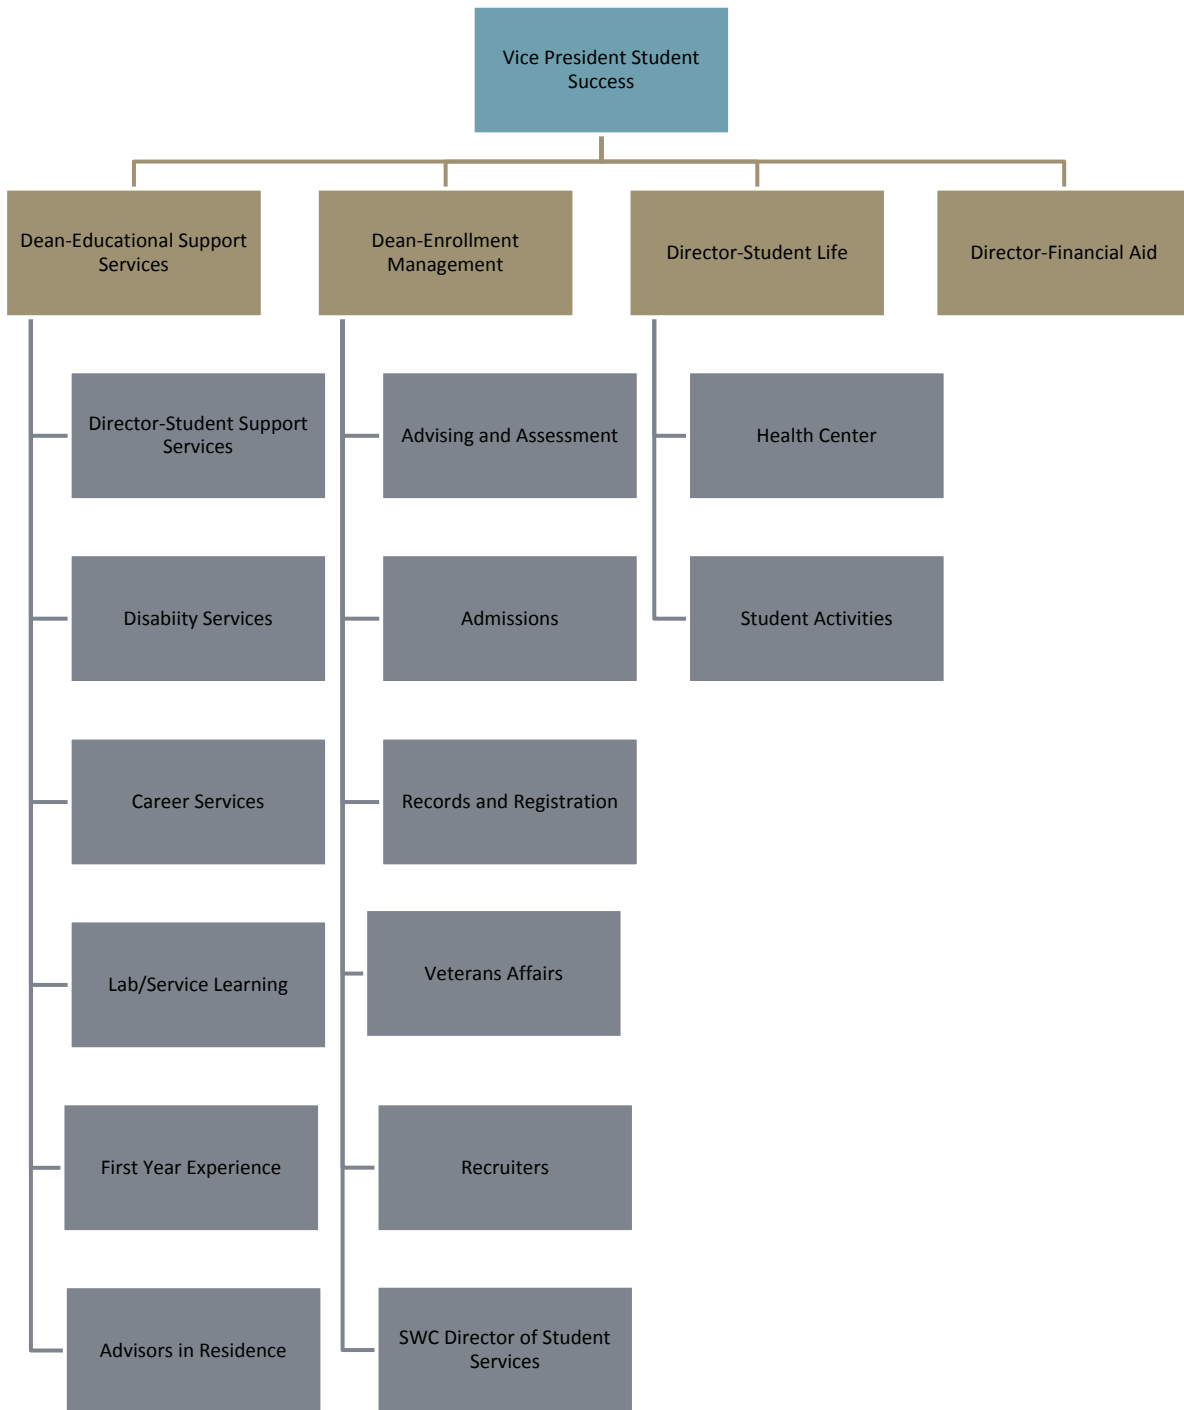 Vice President Student
Success
Dean-Educational Support
Services
Dean-Enrollment
Management
Director-Student Life
Director-Financial Aid
Director-Student Support
Services
Advising and Assessment
Health Center
Disabiity Services
Admissions
Student Activities
Career Services
Records and Registration
Lab/Service Learning
Veterans Affairs
First Year Experience
Recruiters
Advisors in Residence
SWC Director of Student
Services